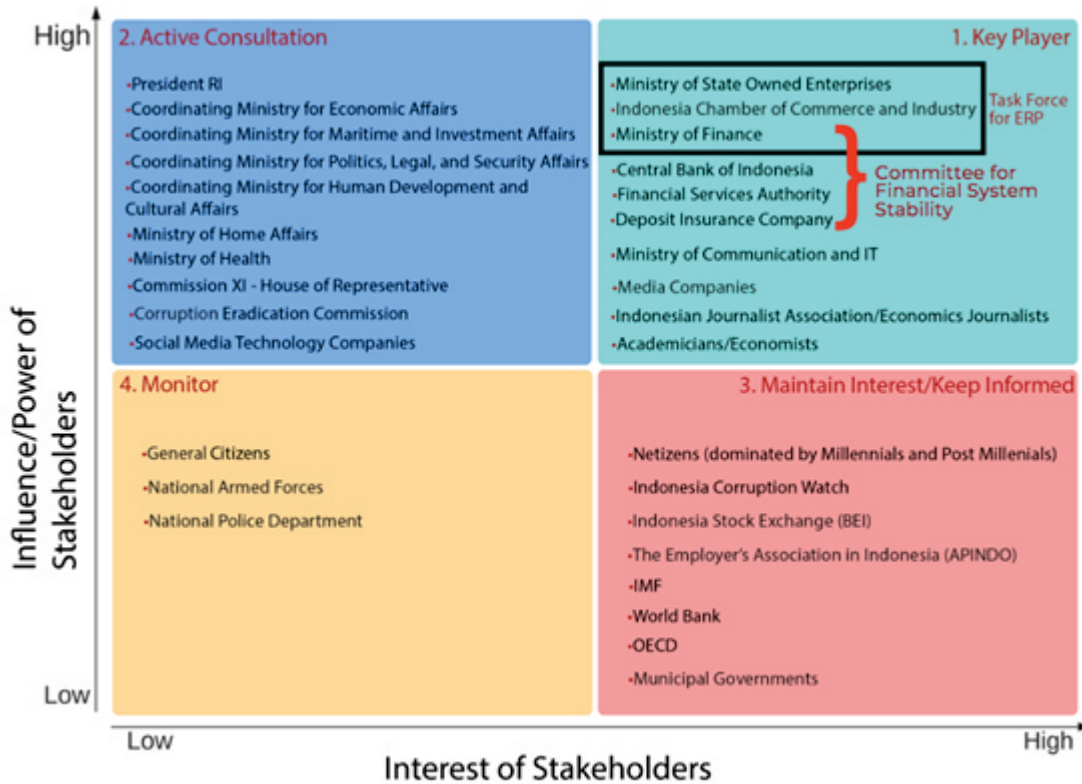 High
2. Active Consultation
•President RI
•Coordinating Ministry for Economic Affairs
•Coordinating Ministry for Maritime and Investment Affairs
•Coordinating Ministry for Politics, Legal, and Security Affairs
•Coordinating Ministry for Human Development and
Cultural Affairs
•Ministry of Home Affairs
•Ministry of Health
•Commission XI - House of Representative
•Corruption Eradication Commission
•Social Media Technology Companies
1. Key Player
•Ministry of State Owned Enterprises
•Indonesia Chamber of Commerce and Industry
•Ministry of Finance
Task Force
for ERP
•Central Bank of Indonesia
•Financial Services Authority
•Deposit Insurance Company
Committee for
Financial System
Stability
•Ministry of Communication and IT
•Media Companies
•Indonesian Journalist Association/Economics Journalists
•Academicians/Economists
Influence/Power of
Stakeholders
4. Monitor
•General Citizens
•National Armed Forces
•National Police Department
3. Maintain Interest/Keep Informed
•Netizens (dominated by Millennials and Post Millenials)
•Indonesia Corruption Watch
•Indonesia Stock Exchange (BEI)
•The Employer's Association in Indonesia (APINDO)
•IMF
•World Bank
•OECD
•Municipal Governments
Low
Low
High
Interest of Stakeholders